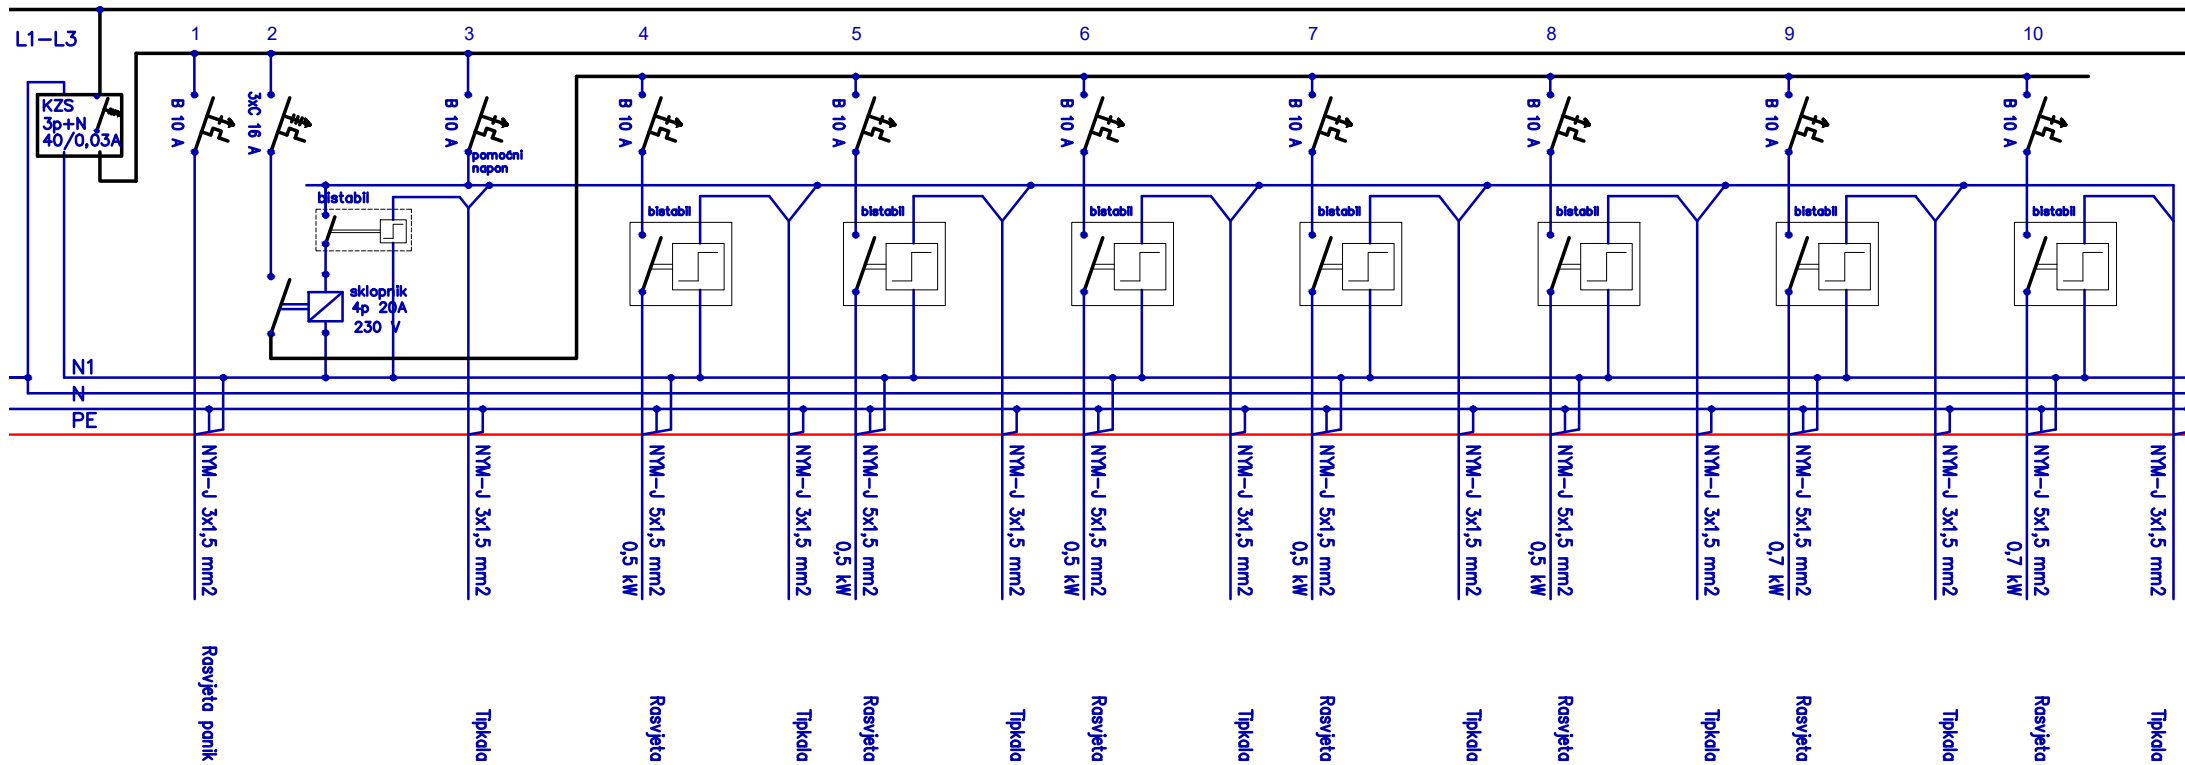 L1-L3
1
2
3
4
5
6
7
8
9
10
KZS
3p+N
40/0,03A
B 10 A
3xC 16 A
B 10 A
B 10 A
B 10 A
B 10 A
B 10 A
B 10 A
B 10 A
B 10 A
pomoćni
napon
bistabil
bistabil
bistabil
bistabil
bistabil
bistabil
bistabil
bistabil
sklopnik
4p 20A
230 V
N1
N
PE
NYM-J 3x1,5 mm2
NYM-J 3x1,5 mm2
NYM-J 5x1,5 mm2
0,5 kW
NYM-J 3x1,5 mm2
NYM-J 5x1,5 mm2
0,5 kW
NYM-J 3x1,5 mm2
NYM-J 5x1,5 mm2
0,5 kW
NYM-J 3x1,5 mm2
NYM-J 5x1,5 mm2
0,5 kW
NYM-J 3x1,5 mm2
NYM-J 5x1,5 mm2
0,5 kW
NYM-J 3x1,5 mm2
NYM-J 5x1,5 mm2
0,7 kW
NYM-J 3x1,5 mm2
NYM-J 5x1,5 mm2
0,7 kW
NYM-J 3x1,5 mm2
Rasvjeta panik
Tipkala
Rasvjeta
Tipkala
Rasvjeta
Tipkala
Rasvjeta
Tipkala
Rasvjeta
Tipkala
Rasvjeta
Tipkala
Rasvjeta
Tipkala
Rasvjeta
Tipkala